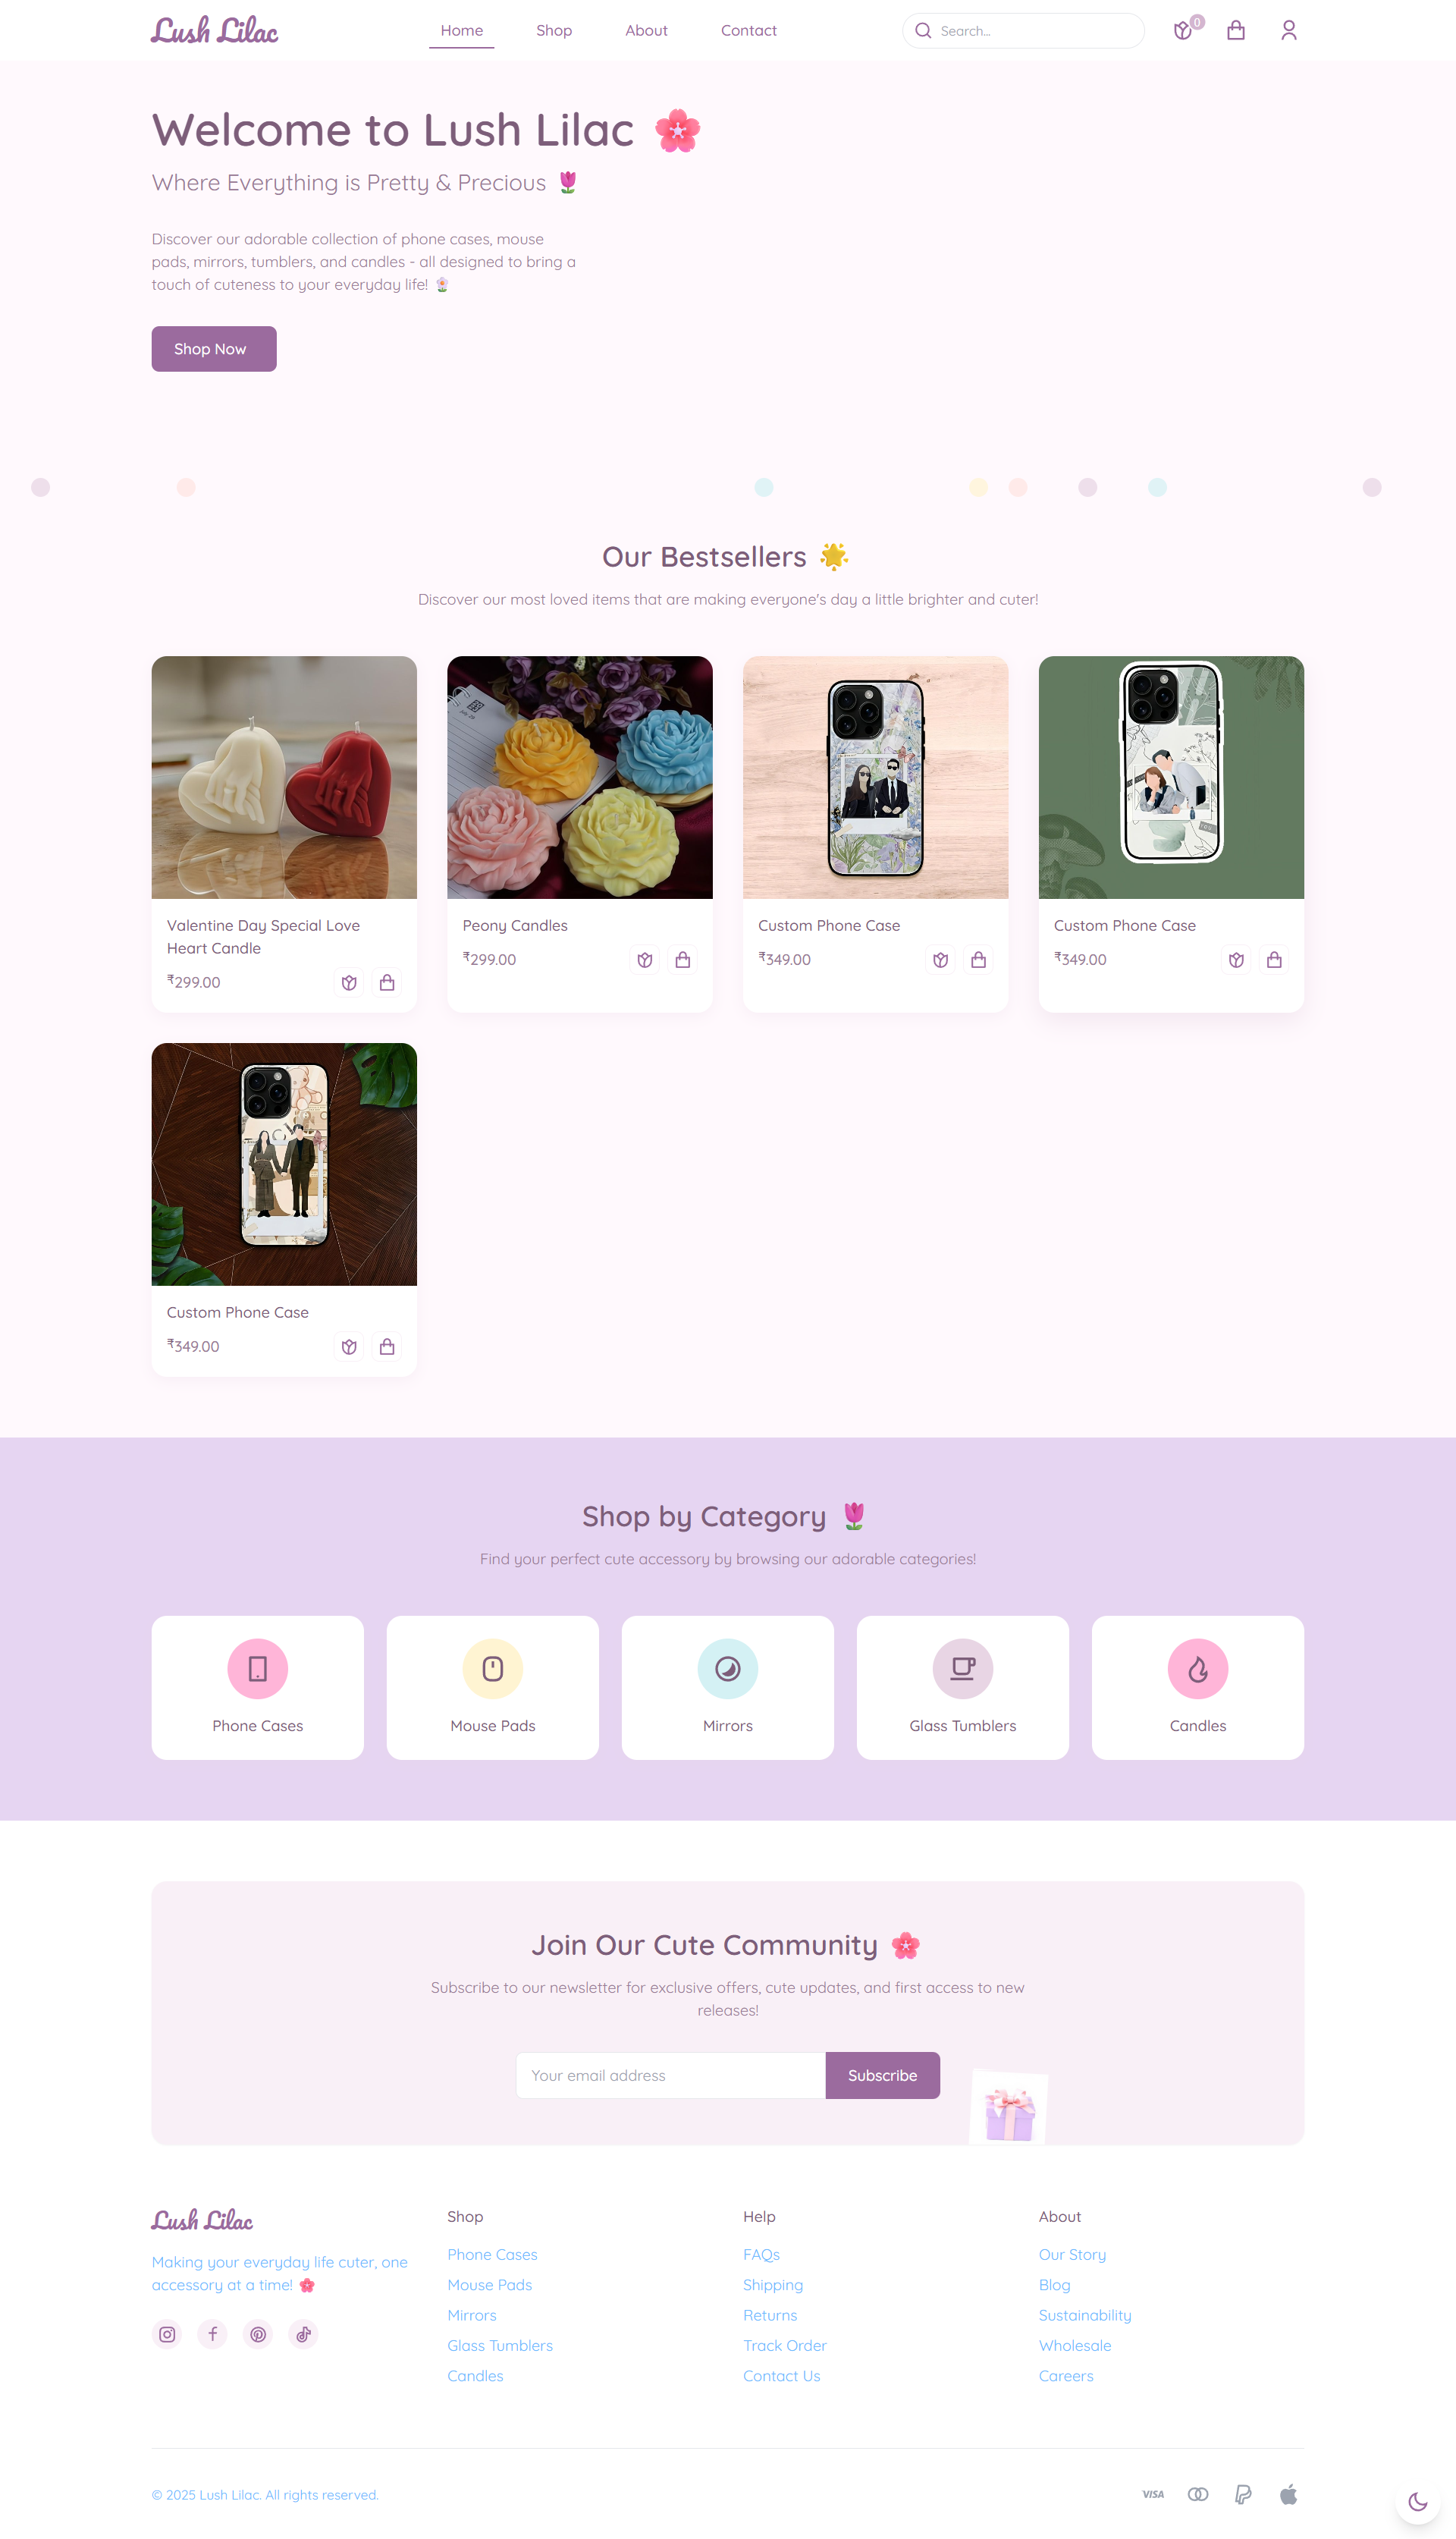 Lush Lilac
Home
Shop
About
Contact
Search...
0
Welcome to Lush Lilac
Where Everything is Pretty & Precious
Discover our adorable collection of phone cases, mouse
pads, mirrors, tumblers, and candles - all designed to bring a
touch of cuteness to your everyday life!
Shop Now
Our Bestsellers
Discover our most loved items that are making everyone's day a little brighter and cuter!
Valentine Day Special Love
Heart Candle
₹299.00
Peony Candles
₹299.00
Custom Phone Case
₹349.00
Custom Phone Case
₹349.00
Custom Phone Case
₹349.00
Shop by Category
Find your perfect cute accessory by browsing our adorable categories!
Phone Cases
Mouse Pads
Mirrors
Glass Tumblers
Candles
Join Our Cute Community
Subscribe to our newsletter for exclusive offers, cute updates, and first access to new
releases!
Your email address
Subscribe
Lush Lilac
Making your everyday life cuter, one
accessory at a time!
Shop
Phone Cases
Mouse Pads
Mirrors
Glass Tumblers
Candles
Help
FAQs
Shipping
Returns
Track Order
Contact Us
About
Our Story
Blog
Sustainability
Wholesale
Careers
© 2025 Lush Lilac. All rights reserved.
VISA